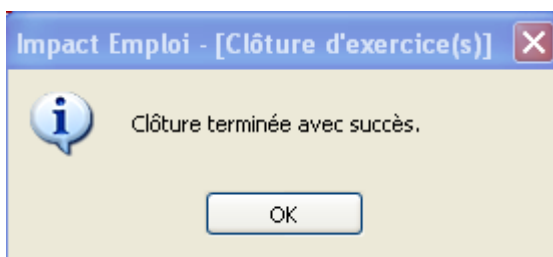 Impact Emploi - [Clôture d'exercice(s)]
Clôture terminée avec succès.
OK